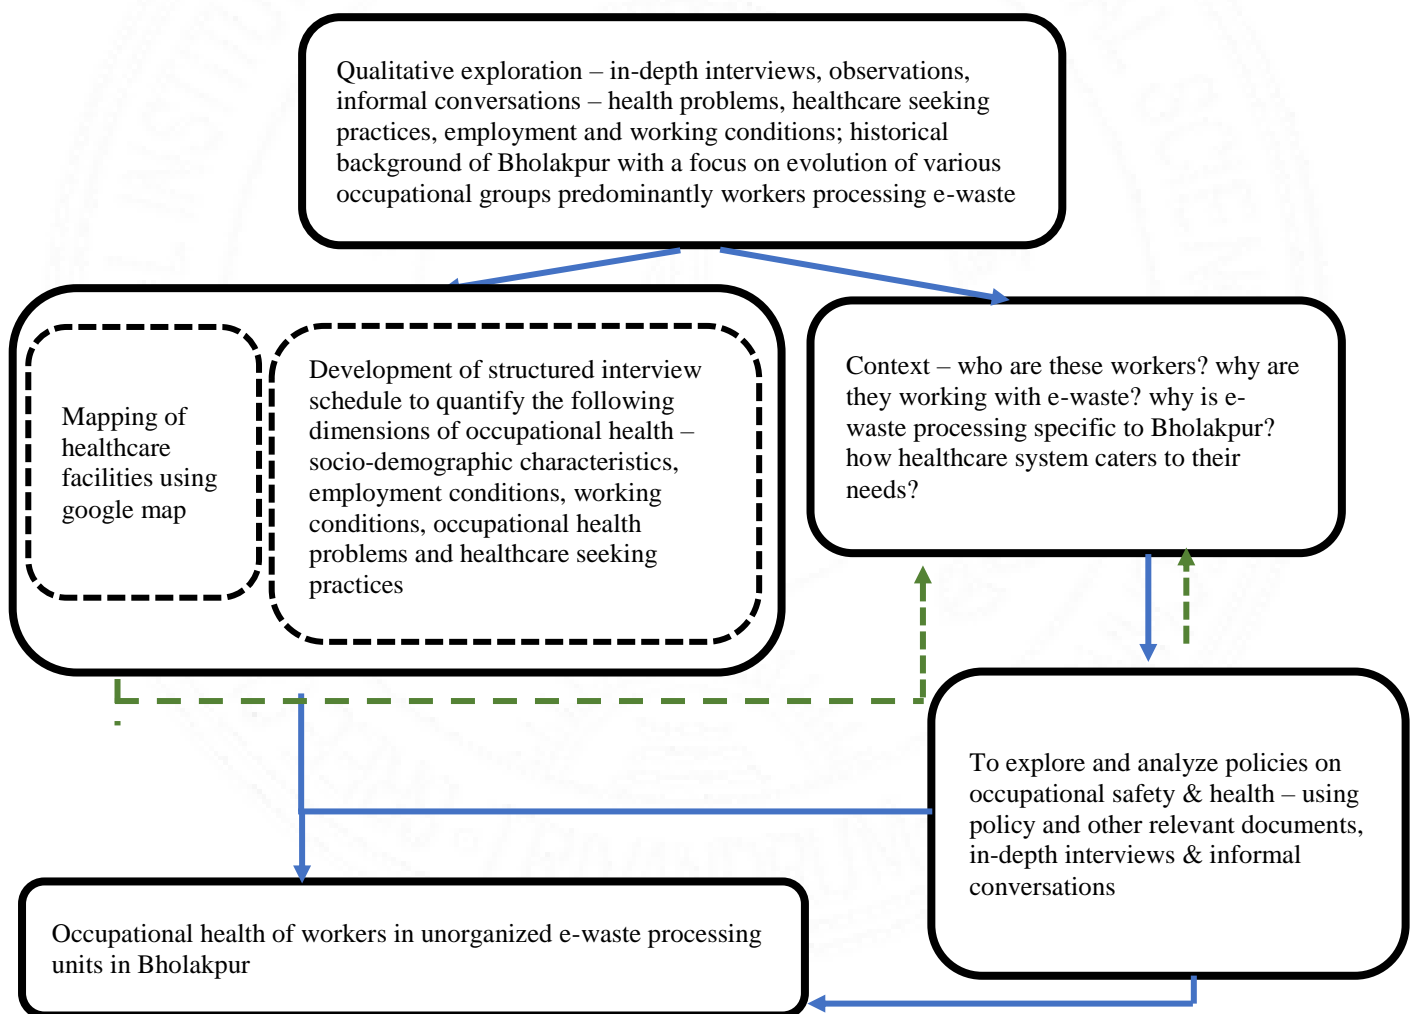 Qualitative exploration – in-depth interviews, observations,
informal conversations – health problems, healthcare seeking
practices, employment and working conditions; historical
background of Bholakpur with a focus on evolution of various
occupational groups predominantly workers processing e-waste
Mapping of
healthcare
facilities using
google map
Development of structured interview
schedule to quantify the following
dimensions of occupational health –
socio-demographic characteristics,
employment conditions, working
conditions, occupational health
problems and healthcare seeking
practices
Context – who are these workers? why are
they working with e-waste? why is e-
waste processing specific to Bholakpur?
how healthcare system caters to their
needs?
To explore and analyze policies on
occupational safety & health – using
policy and other relevant documents,
in-depth interviews & informal
conversations
Occupational health of workers in unorganized e-waste processing
units in Bholakpur